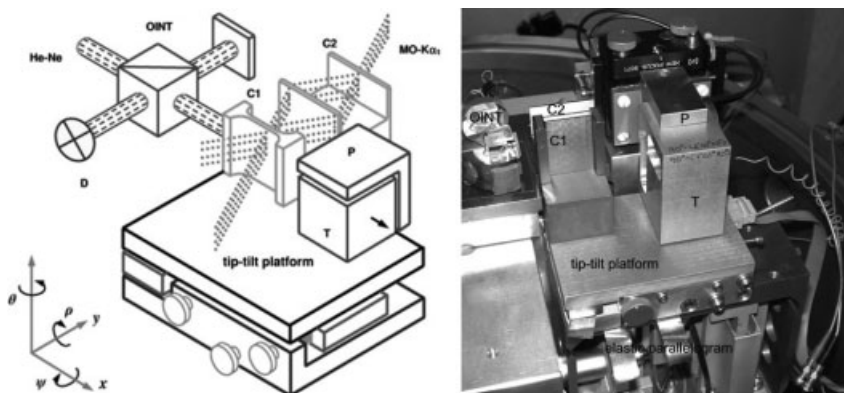 OINT
He-Ne
C2
MO-Kα₁
C1
D
P
T
tip-tilt platform
θ
ρ
y
ψ
x
OINT
C2
C1
P
T
tip-tilt platform
elastic parallelogram